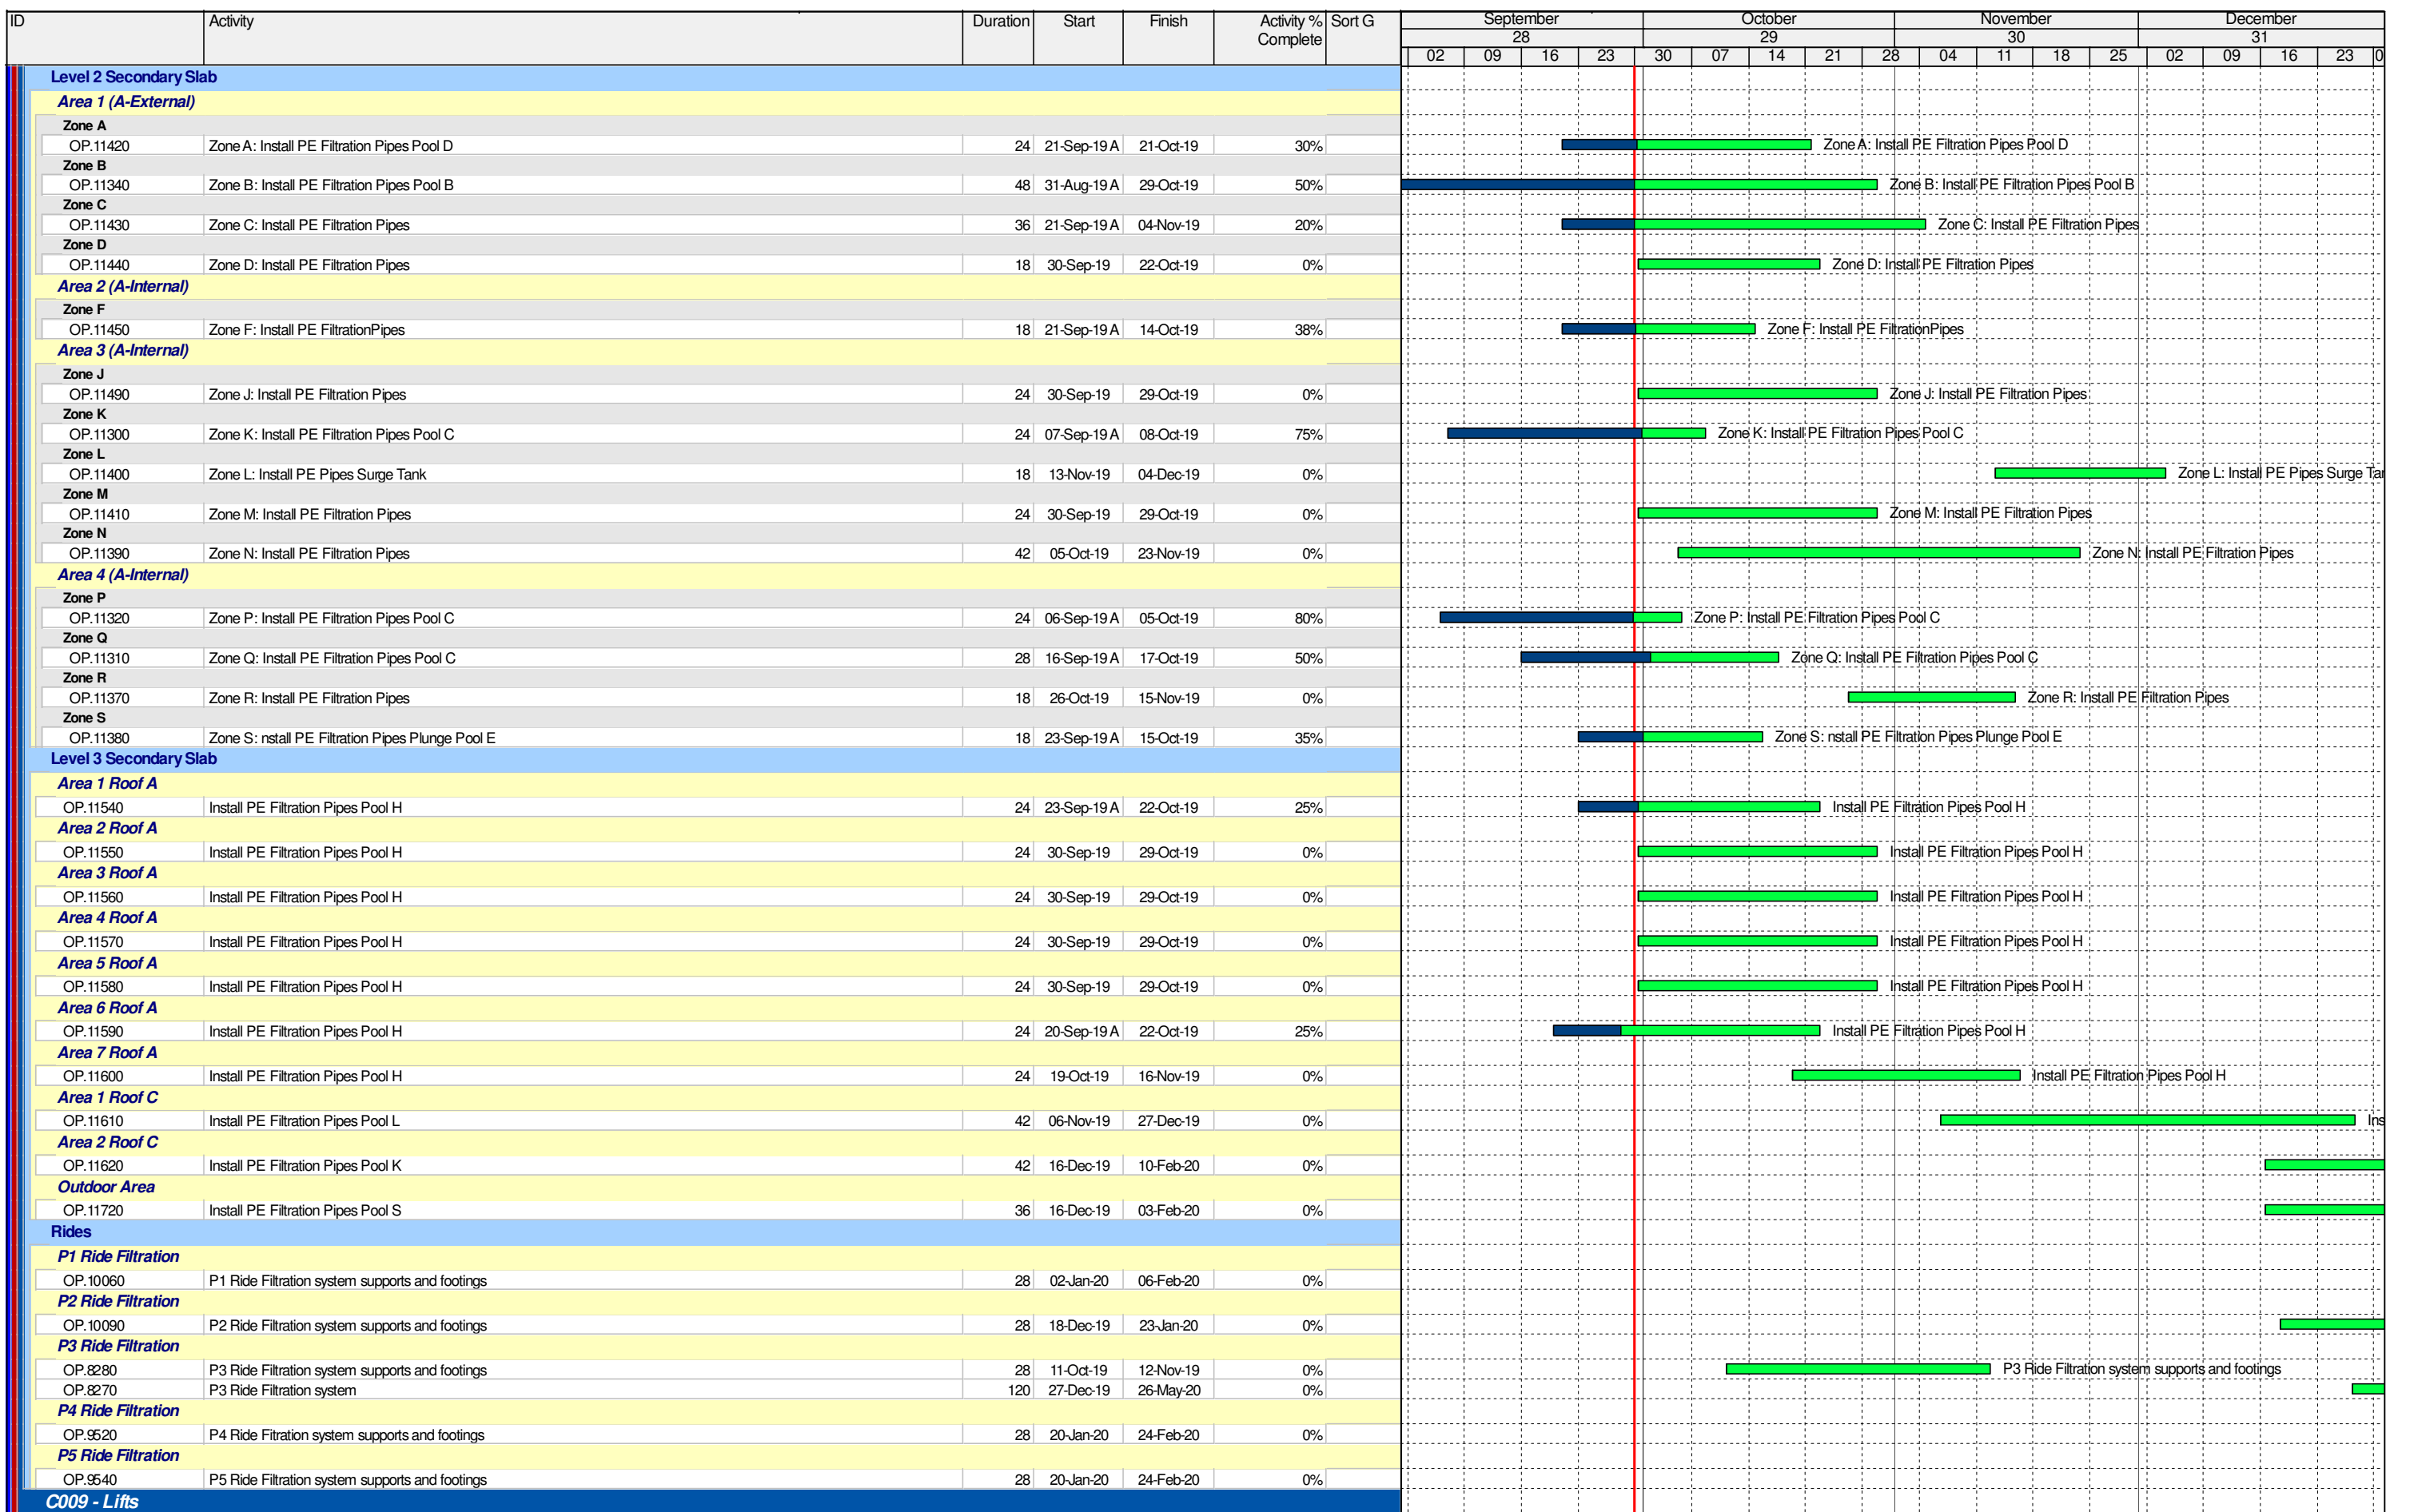 ID Activity Duration Start Finish Activity % Complete Sort G September October November December
28 29 30 31
02 09 16 23 30 07 14 21 28 04 11 18 25 02 09 16 23 0
Level 2 Secondary Slab
Area 1 (A-External)
Zone A
OP.11420 Zone A: Install PE Filtration Pipes Pool D 24 21-Sep-19 A 21-Oct-19 30% Zone A: Install PE Filtration Pipes Pool D
Zone B
OP.11340 Zone B: Install PE Filtration Pipes Pool B 48 31-Aug-19 A 29-Oct-19 50% Zone B: Install PE Filtration Pipes Pool B
Zone C
OP.11430 Zone C: Install PE Filtration Pipes 36 21-Sep-19 A 04-Nov-19 20% Zone C: Install PE Filtration Pipes
Zone D
OP.11440 Zone D: Install PE Filtration Pipes 18 30-Sep-19 22-Oct-19 0% Zone D: Install PE Filtration Pipes
Area 2 (A-Internal)
Zone F
OP.11450 Zone F: Install PE FiltrationPipes 18 21-Sep-19 A 14-Oct-19 38% Zone F: Install PE FiltrationPipes
Area 3 (A-Internal)
Zone J
OP.11490 Zone J: Install PE Filtration Pipes 24 30-Sep-19 29-Oct-19 0% Zone J: Install PE Filtration Pipes
Zone K
OP.11300 Zone K: Install PE Filtration Pipes Pool C 24 07-Sep-19 A 08-Oct-19 75% Zone K: Install PE Filtration Pipes Pool C
Zone L
OP.11400 Zone L: Install PE Pipes Surge Tank 18 13-Nov-19 04-Dec-19 0% Zone L: Install PE Pipes Surge Tar
Zone M
OP.11410 Zone M: Install PE Filtration Pipes 24 30-Sep-19 29-Oct-19 0% Zone M: Install PE Filtration Pipes
Zone N
OP.11390 Zone N: Install PE Filtration Pipes 42 05-Oct-19 23-Nov-19 0% Zone N: Install PE Filtration Pipes
Area 4 (A-Internal)
Zone P
OP.11320 Zone P: Install PE Filtration Pipes Pool C 24 06-Sep-19 A 05-Oct-19 80% Zone P: Install PE Filtration Pipes Pool C
Zone Q
OP.11310 Zone Q: Install PE Filtration Pipes Pool C 28 16-Sep-19 A 17-Oct-19 50% Zone Q: Install PE Filtration Pipes Pool C
Zone R
OP.11370 Zone R: Install PE Filtration Pipes 18 26-Oct-19 15-Nov-19 0% Zone R: Install PE Filtration Pipes
Zone S
OP.11380 Zone S: nstall PE Filtration Pipes Plunge Pool E 18 23-Sep-19 A 15-Oct-19 35% Zone S: nstall PE Filtration Pipes Plunge Pool E
Level 3 Secondary Slab
Area 1 Roof A
OP.11540 Install PE Filtration Pipes Pool H 24 23-Sep-19 A 22-Oct-19 25% Install PE Filtration Pipes Pool H
Area 2 Roof A
OP.11550 Install PE Filtration Pipes Pool H 24 30-Sep-19 29-Oct-19 0% Install PE Filtration Pipes Pool H
Area 3 Roof A
OP.11560 Install PE Filtration Pipes Pool H 24 30-Sep-19 29-Oct-19 0% Install PE Filtration Pipes Pool H
Area 4 Roof A
OP.11570 Install PE Filtration Pipes Pool H 24 30-Sep-19 29-Oct-19 0% Install PE Filtration Pipes Pool H
Area 5 Roof A
OP.11580 Install PE Filtration Pipes Pool H 24 30-Sep-19 29-Oct-19 0% Install PE Filtration Pipes Pool H
Area 6 Roof A
OP.11590 Install PE Filtration Pipes Pool H 24 20-Sep-19 A 22-Oct-19 25% Install PE Filtration Pipes Pool H
Area 7 Roof A
OP.11600 Install PE Filtration Pipes Pool H 24 19-Oct-19 16-Nov-19 0% Install PE Filtration Pipes Pool H
Area 1 Roof C
OP.11610 Install PE Filtration Pipes Pool L 42 06-Nov-19 27-Dec-19 0% Ins
Area 2 Roof C
OP.11620 Install PE Filtration Pipes Pool K 42 16-Dec-19 10-Feb-20 0%
Outdoor Area
OP.11720 Install PE Filtration Pipes Pool S 36 16-Dec-19 03-Feb-20 0%
Rides
P1 Ride Filtration
OP.10060 P1 Ride Filtration system supports and footings 28 02-Jan-20 06-Feb-20 0%
P2 Ride Filtration
OP.10090 P2 Ride Filtration system supports and footings 28 18-Dec-19 23-Jan-20 0%
P3 Ride Filtration
OP.8280 P3 Ride Filtration system supports and footings 28 11-Oct-19 12-Nov-19 0% P3 Ride Filtration system supports and footings
OP.8270 P3 Ride Filtration system 120 27-Dec-19 26-May-20 0%
P4 Ride Filtration
OP.9520 P4 Ride Fitration system supports and footings 28 20-Jan-20 24-Feb-20 0%
P5 Ride Filtration
OP.9540 P5 Ride Filtration system supports and footings 28 20-Jan-20 24-Feb-20 0%
C009 - Lifts